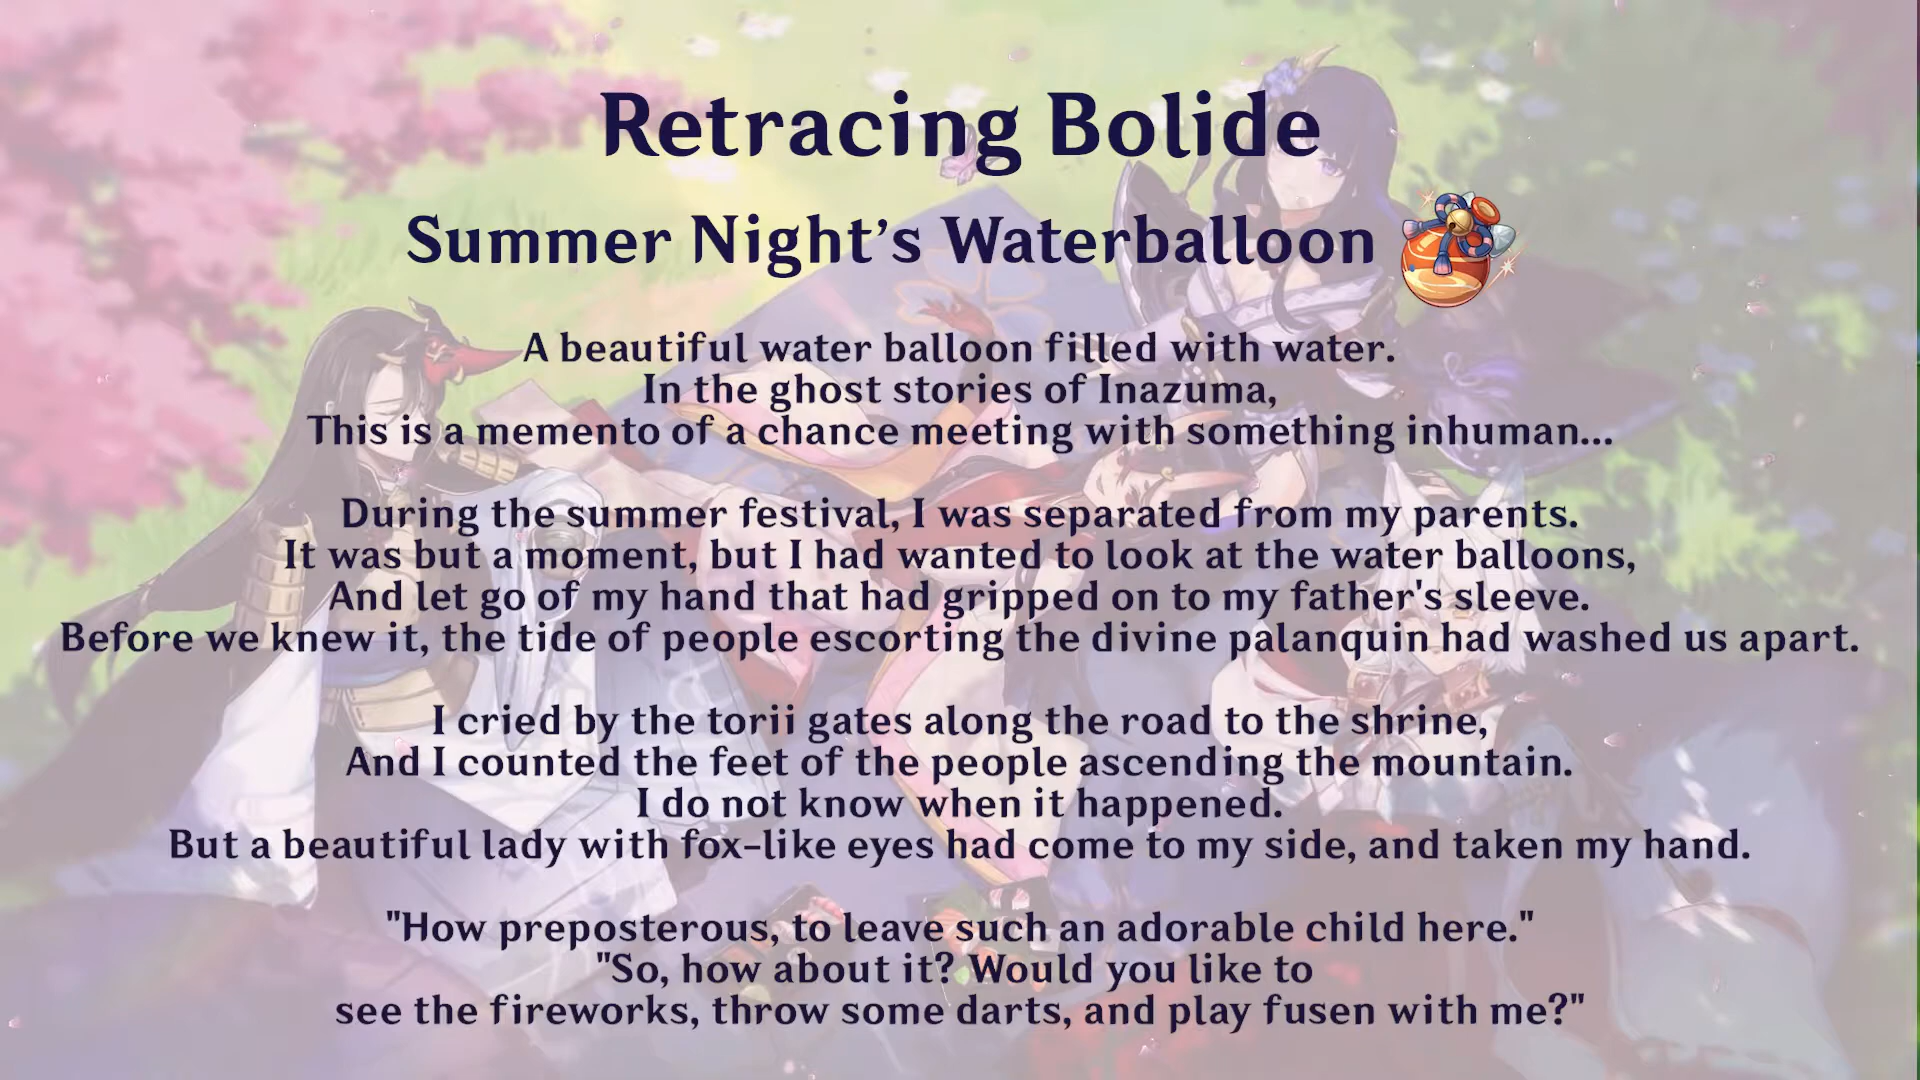 Retracing Bolide
Summer Night's Waterballoon
A beautiful water balloon filled with water.
In the ghost stories of Inazuma,
This is a memento of a chance meeting with something inhuman...
During the summer festival, I was separated from my parents.
It was but a moment, but I had wanted to look at the water balloons,
And let go of my hand that had gripped on to my father's sleeve.
Before we knew it, the tide of people escorting the divine palanquin had washed us apart.
I cried by the torii gates along the road to the shrine,
And I counted the feet of the people ascending the mountain.
I do not know when it happened.
But a beautiful lady with fox-like eyes had come to my side, and taken my hand.
"How preposterous, to leave such an adorable child here."
"So, how about it? Would you like to
see the fireworks, throw some darts, and play fusen with me?"